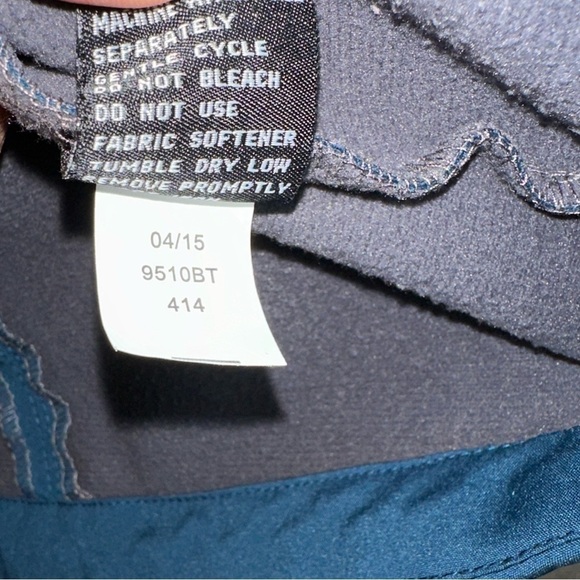 MACHINE
SEPARATELY
GENTLE CYCLE
DO NOT BLEACH
DO NOT USE
FABRIC SOFTENER
TUMBLE DRY LOW
REMOVE PROMPTLY
04/15
9510BT
414